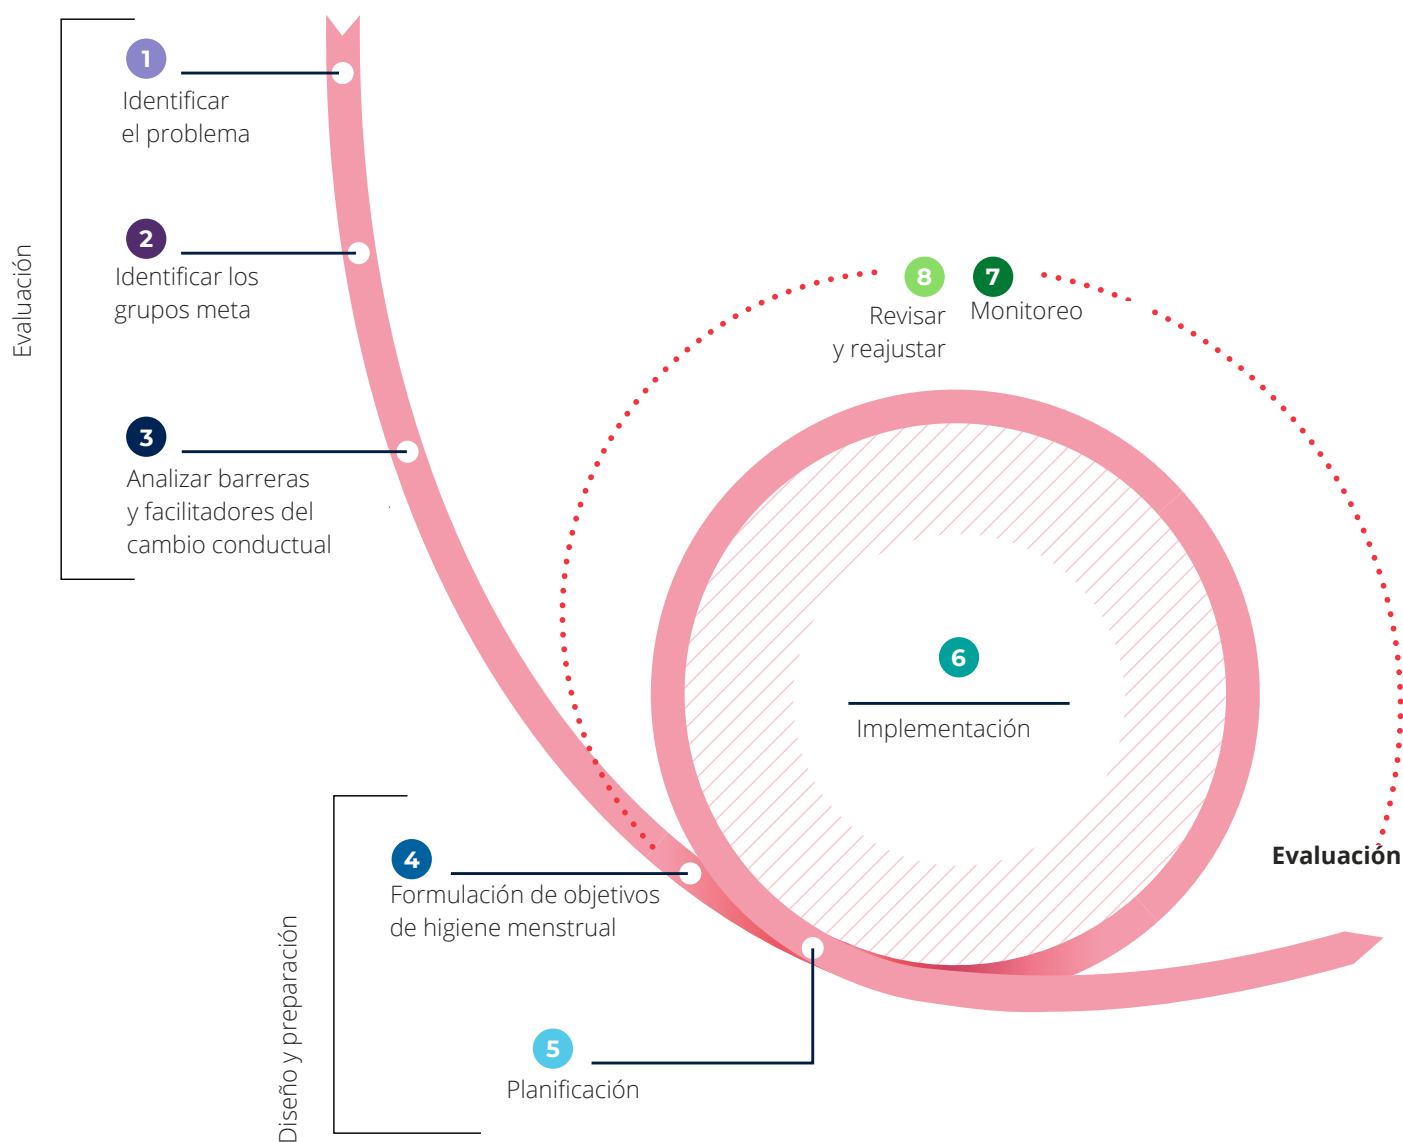 Evaluación
1
Identificar
el problema
2
Identificar los
grupos meta
3
Analizar barreras
y facilitadores del
cambio conductual
8
Revisar
y reajustar
7
Monitoreo
6
Implementación
Evaluación
Diseño y preparación
4
Formulación de objetivos
de higiene menstrual
5
Planificación